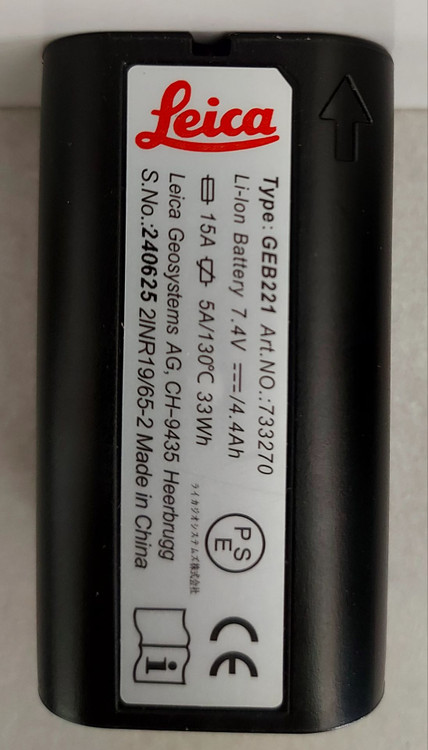 Leica
Type: GEB221 Art.NO.:733270
Li-Ion Battery 7.4V /4.4Ah
15A 5A/130°C 33Wh
Leica Geosystems AG, CH-9435 Heerbrugg
S.No.:240625 2INR19/65-2 Made in China
PSE
ライカジオシステムズ株式会社
CE
i